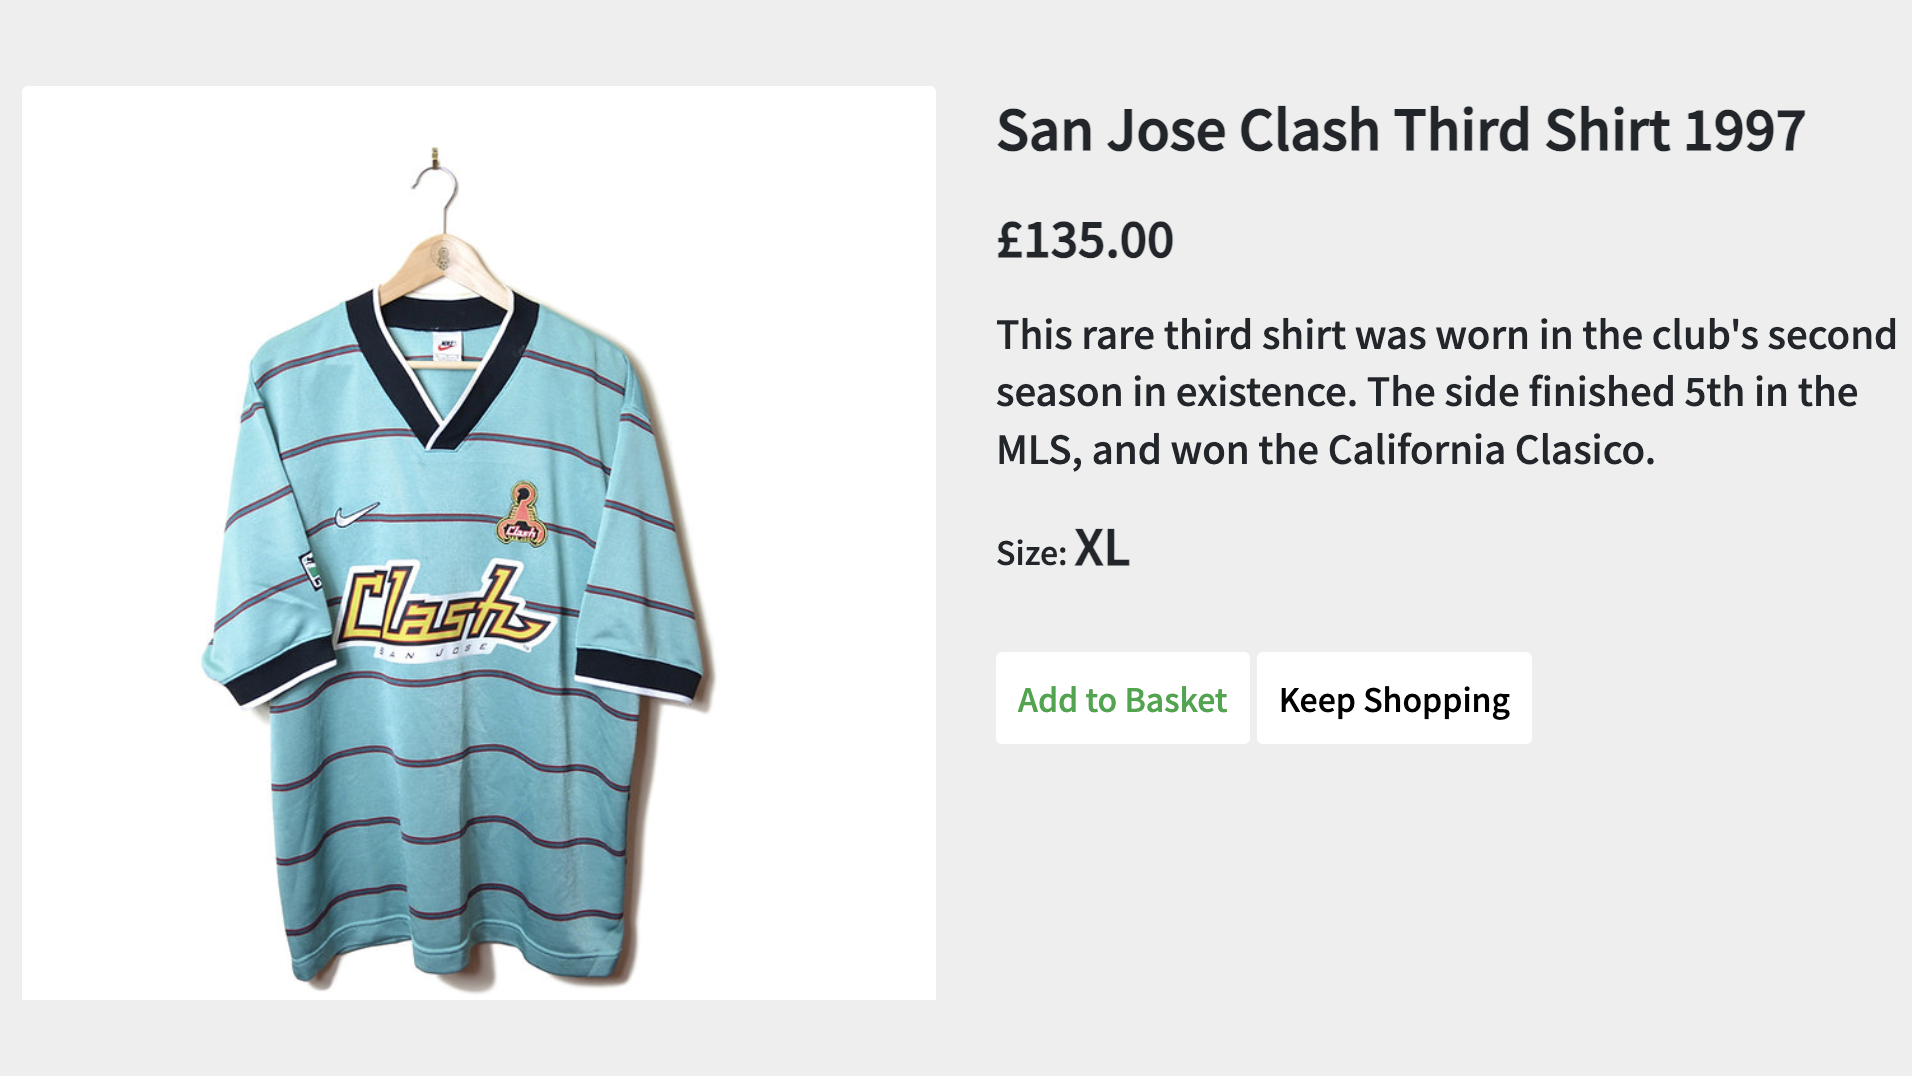 San Jose Clash Third Shirt 1997
£135.00
This rare third shirt was worn in the club's second
season in existence. The side finished 5th in the
MLS, and won the California Clasico.
Size: XL
Add to Basket
Keep Shopping
NIKE
Clash
Clash
SAN JOSE